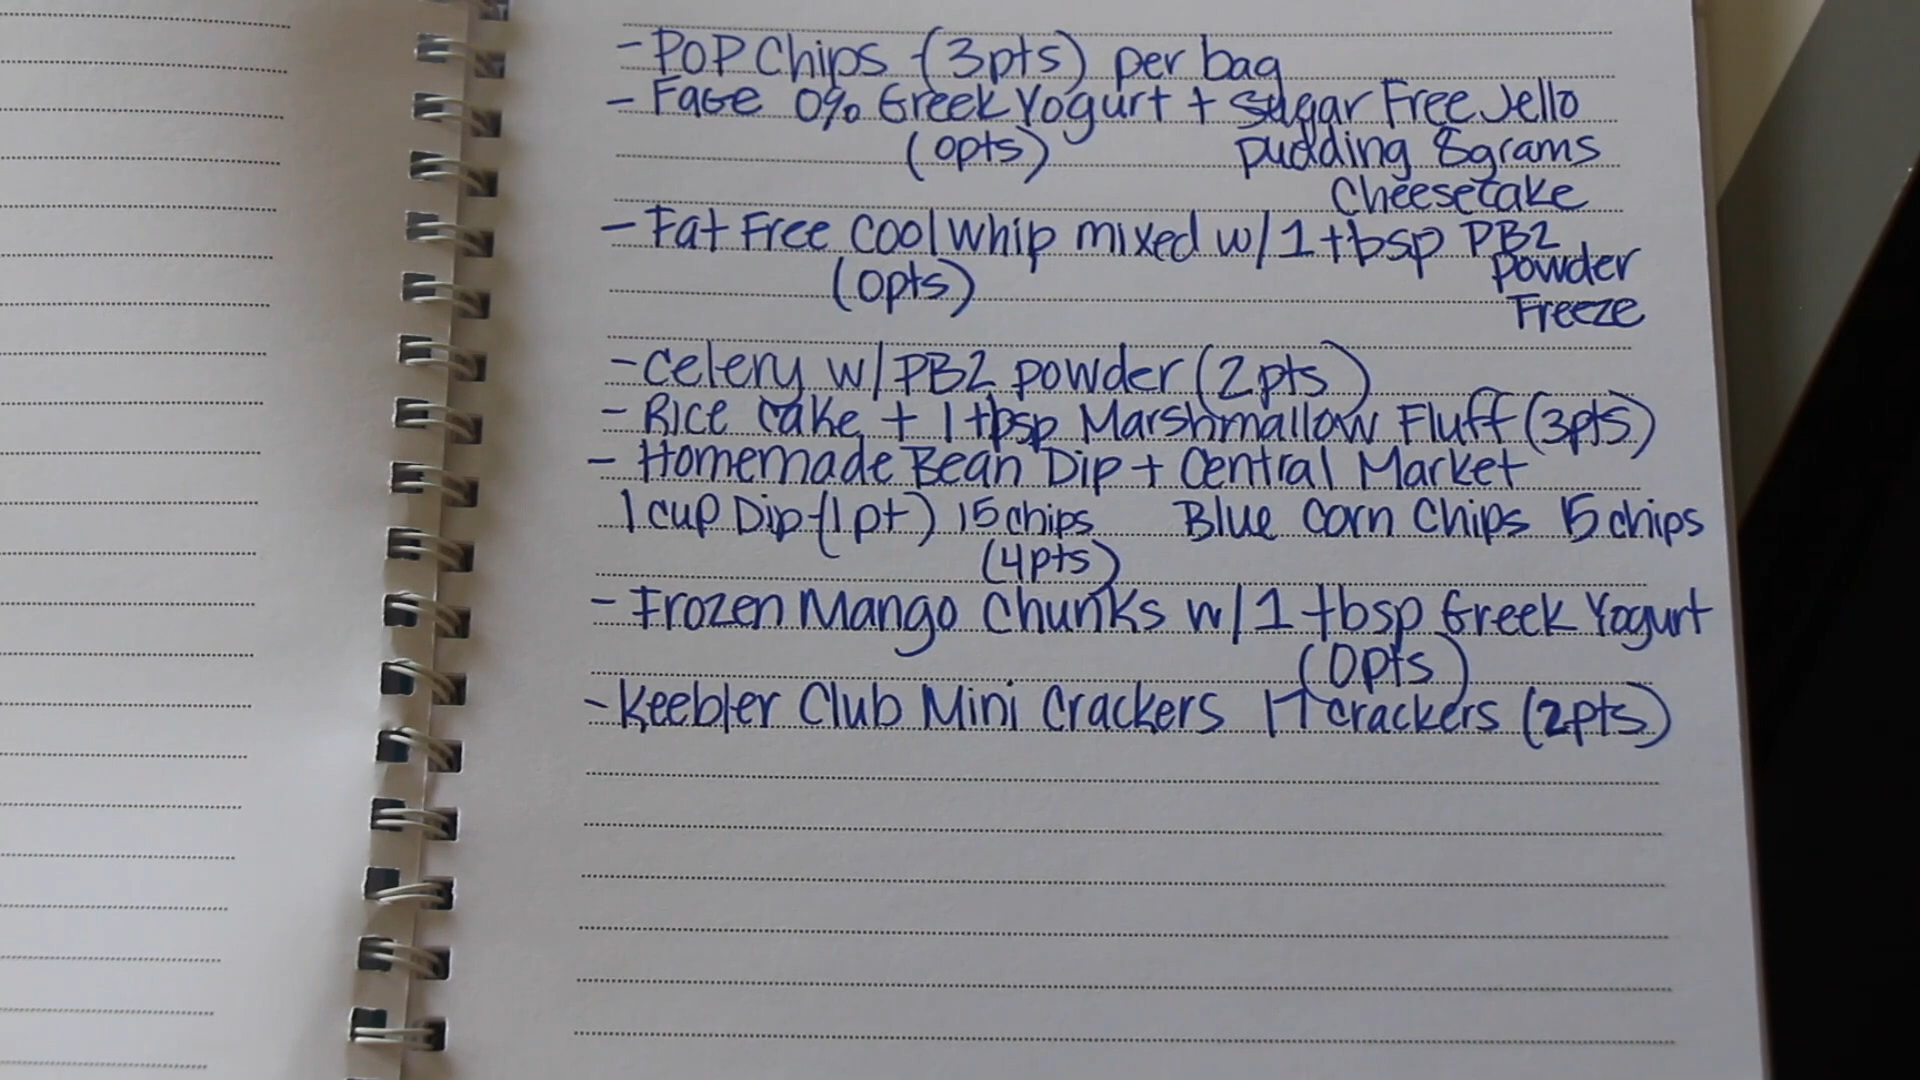 - POP Chips (3pts) per bag
- Fage 0% Greek Yogurt + sugar Free Jello
(0pts) pudding 8grams
Cheesecake
- Fat Free Cool Whip mixed w/ 1 tbsp PB2
powder
(0pts) Freeze
- celery w/ PB2 powder (2pts)
- Rice cake + 1 tbsp Marshmallow Fluff (3pts)
- Homemade Bean Dip + Central Market
1 cup Dip (1pt) 15 chips Blue Corn Chips 15 chips
(4pts)
- Frozen Mango Chunks w/ 1 tbsp Greek Yogurt
(0pts)
- Keebler Club Mini Crackers 17 crackers (2pts)